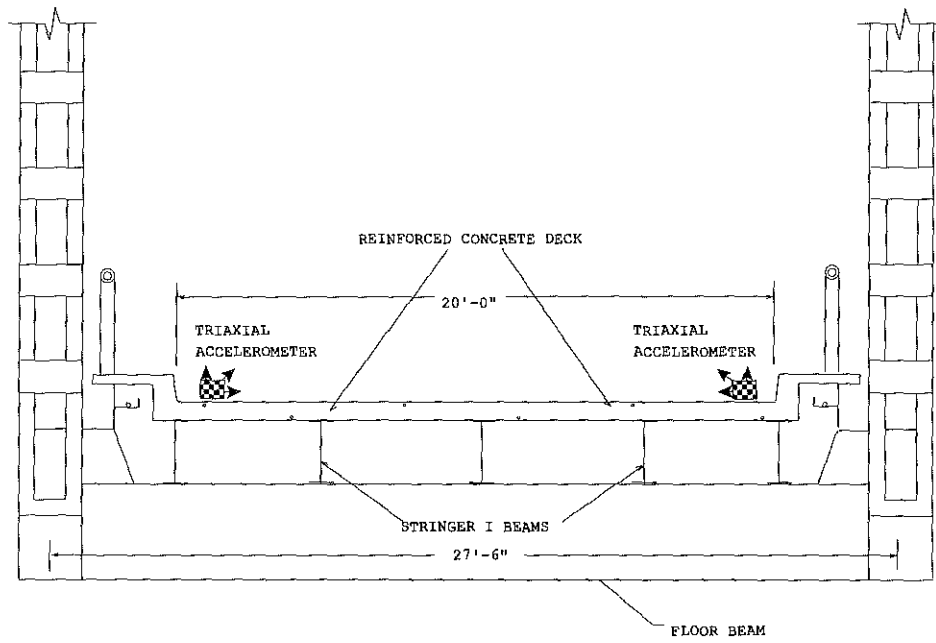 REINFORCED CONCRETE DECK
20'-0"
TRIAXIAL
ACCELEROMETER
TRIAXIAL
ACCELEROMETER
STRINGER I BEAMS
27'-6"
FLOOR BEAM